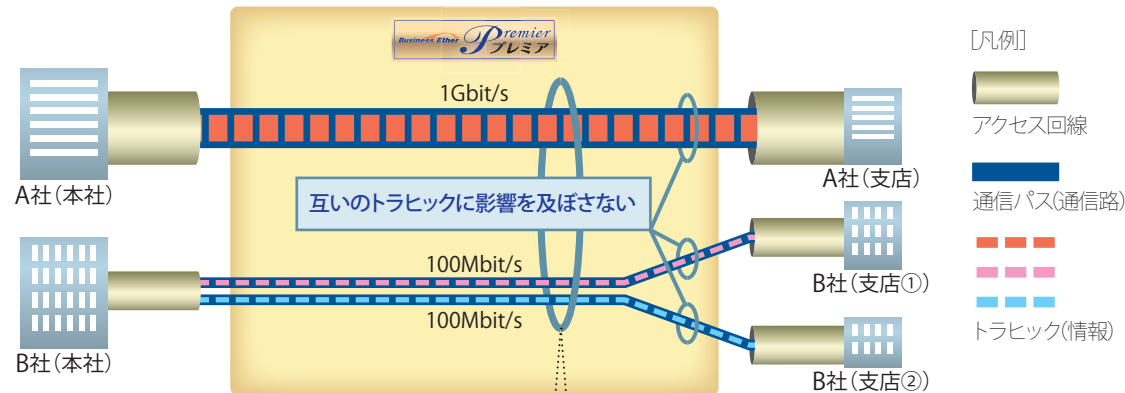 Business Ether Premier
プレミア
[凡例]
1Gbit/s
アクセス回線
A社(本社)
A社(支店)
互いのトラヒックに影響を及ぼさない
通信パス(通信路)
100Mbit/s
B社(支店①)
100Mbit/s
トラヒック(情報)
B社(本社)
B社(支店②)